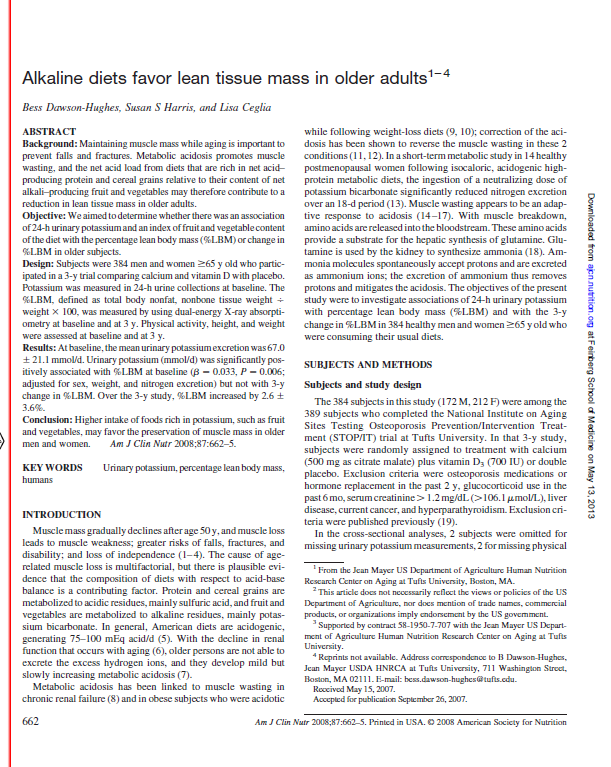 Alkaline diets favor lean tissue mass in older adults1–4
Bess Dawson-Hughes, Susan S Harris, and Lisa Ceglia
ABSTRACT
Background: Maintaining muscle mass while aging is important to
prevent falls and fractures. Metabolic acidosis promotes muscle
wasting, and the net acid load from diets that are rich in net acid–
producing protein and cereal grains relative to their content of net
alkali–producing fruit and vegetables may therefore contribute to a
reduction in lean tissue mass in older adults.
Objective: We aimed to determine whether there was an association
of 24-h urinary potassium and an index of fruit and vegetable content
of the diet with the percentage lean body mass (%LBM) or change in
%LBM in older subjects.
Design: Subjects were 384 men and women ≥65 y old who partic-
ipated in a 3-y trial comparing calcium and vitamin D with placebo.
Potassium was measured in 24-h urine collections at baseline. The
%LBM, defined as total body nonfat, nonbone tissue weight ÷
weight × 100, was measured by using dual-energy X-ray absorpti-
ometry at baseline and at 3 y. Physical activity, height, and weight
were assessed at baseline and at 3 y.
Results: At baseline, the mean urinary potassium excretion was 67.0
± 21.1 mmol/d. Urinary potassium (mmol/d) was significantly pos-
itively associated with %LBM at baseline (β = 0.033, P = 0.006;
adjusted for sex, weight, and nitrogen excretion) but not with 3-y
change in %LBM. Over the 3-y study, %LBM increased by 2.6 ±
3.6%.
Conclusion: Higher intake of foods rich in potassium, such as fruit
and vegetables, may favor the preservation of muscle mass in older
men and women. Am J Clin Nutr 2008;87:662–5.
KEY WORDS Urinary potassium, percentage lean body mass,
humans
INTRODUCTION
Muscle mass gradually declines after age 50 y, and muscle loss
leads to muscle weakness; greater risks of falls, fractures, and
disability; and loss of independence (1–4). The cause of age-
related muscle loss is multifactorial, but there is plausible evi-
dence that the composition of diets with respect to acid-base
balance is a contributing factor. Protein and cereal grains are
metabolized to acidic residues, mainly sulfuric acid, and fruit and
vegetables are metabolized to alkaline residues, mainly potas-
sium bicarbonate. In general, American diets are acidogenic,
generating 75–100 mEq acid/d (5). With the decline in renal
function that occurs with aging (6), older persons are not able to
excrete the excess hydrogen ions, and they develop mild but
slowly increasing metabolic acidosis (7).
Metabolic acidosis has been linked to muscle wasting in
chronic renal failure (8) and in obese subjects who were acidotic
while following weight-loss diets (9, 10); correction of the aci-
dosis has been shown to reverse the muscle wasting in these 2
conditions (11, 12). In a short-term metabolic study in 14 healthy
postmenopausal women following isocaloric, acidogenic high-
protein metabolic diets, the ingestion of a moderate dose of
potassium bicarbonate significantly reduced nitrogen excretion
over an 18-d period (13). Muscle wasting appears to be an adap-
tive response to acidosis (14–17). With muscle breakdown,
amino acids are released into the bloodstream. These amino acids
provide a substrate for the hepatic synthesis of glutamine. Glu-
tamine is used by the kidney to synthesize ammonia (18). Am-
monia molecules spontaneously accept protons and are excreted
as ammonium ions; the excretion of ammonium thus removes
protons and mitigates the acidosis. The objectives of the present
study were to investigate associations of 24-h urinary potassium
with percentage lean body mass (%LBM) and with the 3-y
change in %LBM in 384 healthy men and women ≥65 y old who
were consuming their usual diets.
SUBJECTS AND METHODS
Subjects and study design
The 384 subjects in this study (172 M, 212 F) were among the
389 subjects who completed the National Institute on Aging
Sites Testing Osteoporosis Prevention/Intervention Treat-
ment (STOP/IT) trial at Tufts University. In that 3-y study,
subjects were randomly assigned to treatment with calcium
(500 mg as citrate malate) plus vitamin D3 (700 IU) or double
placebo. Exclusion criteria were osteoporosis medications or
hormone replacement in the past 2 y, glucocorticoid use in the
past 6 mo, serum creatinine > 1.2 mg/dL (>106.1 μmol/L), liver
disease, current cancer, and hyperparathyroidism. Exclusion cri-
teria were published previously (19).
In the cross-sectional analyses, 2 subjects were omitted for
missing urinary potassium measurements, 2 for missing physical
1 From the Jean Mayer US Department of Agriculture Human Nutrition
Research Center on Aging at Tufts University, Boston, MA.
2 This article does not necessarily reflect the views or policies of the US
Department of Agriculture, nor does mention of trade names, commercial
products, or organizations imply endorsement by the US government.
3 Supported by contract 58-1950-7-707 with the Jean Mayer US Depart-
ment of Agriculture Human Nutrition Research Center on Aging at Tufts
University.
4 Reprints not available. Address correspondence to B Dawson-Hughes,
Jean Mayer USDA HNRCA at Tufts University, 711 Washington Street,
Boston, MA 02111. E-mail: bess.dawson-hughes@tufts.edu.
Received May 15, 2007.
Accepted for publication September 26, 2007.
662
Am J Clin Nutr 2008;87:662–5. Printed in USA. © 2008 American Society for Nutrition
Downloaded from ajcn.nutrition.org at Feinberg School of Medicine on May 13, 2013